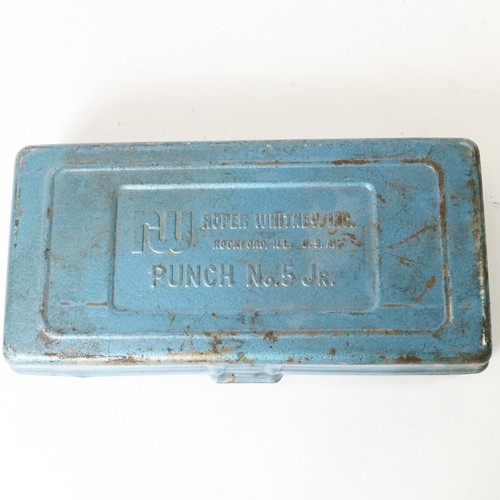 rw
ROPER WHITNEY, INC.
ROCKFORD, ILL. U.S.A.
PUNCH No.5 JR.